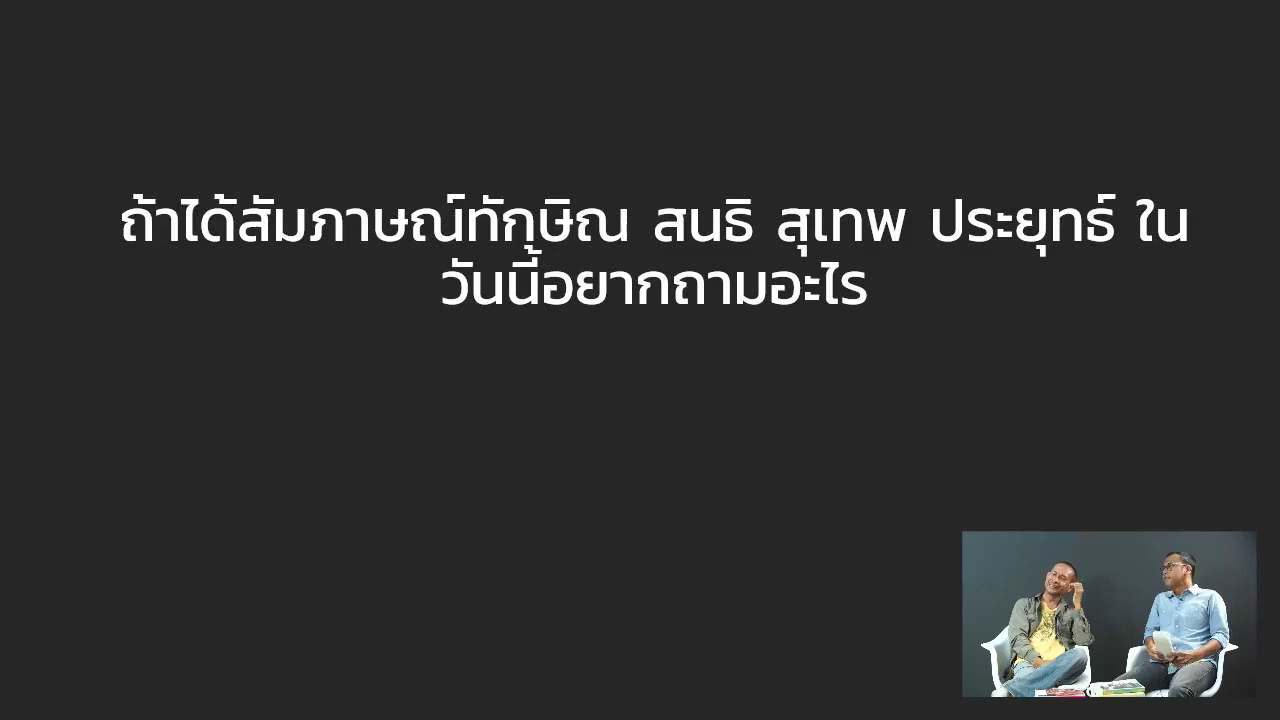 ถ้าได้สัมภาษณ์ทักษิณ สนธิ สุเทพ ประยุทธ์ ใน
วันนี้อยากถามอะไร